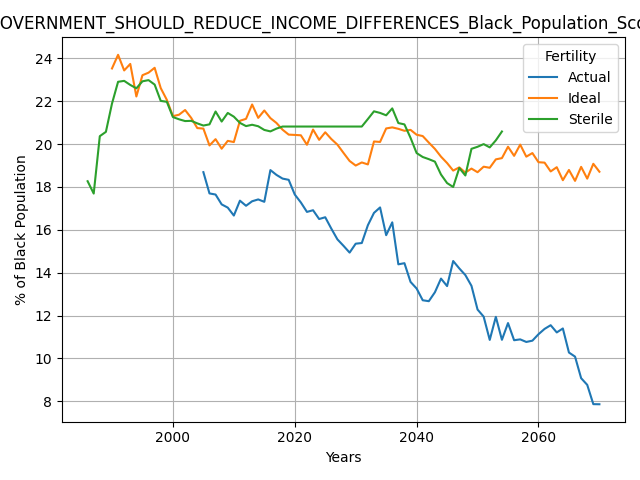 OVERNMENT_SHOULD_REDUCE_INCOME_DIFFERENCES_Black_Population_Sco
Fertility
Actual
Ideal
Sterile
% of Black Population
24
22
20
18
16
14
12
10
8
2000 2020 2040 2060
Years